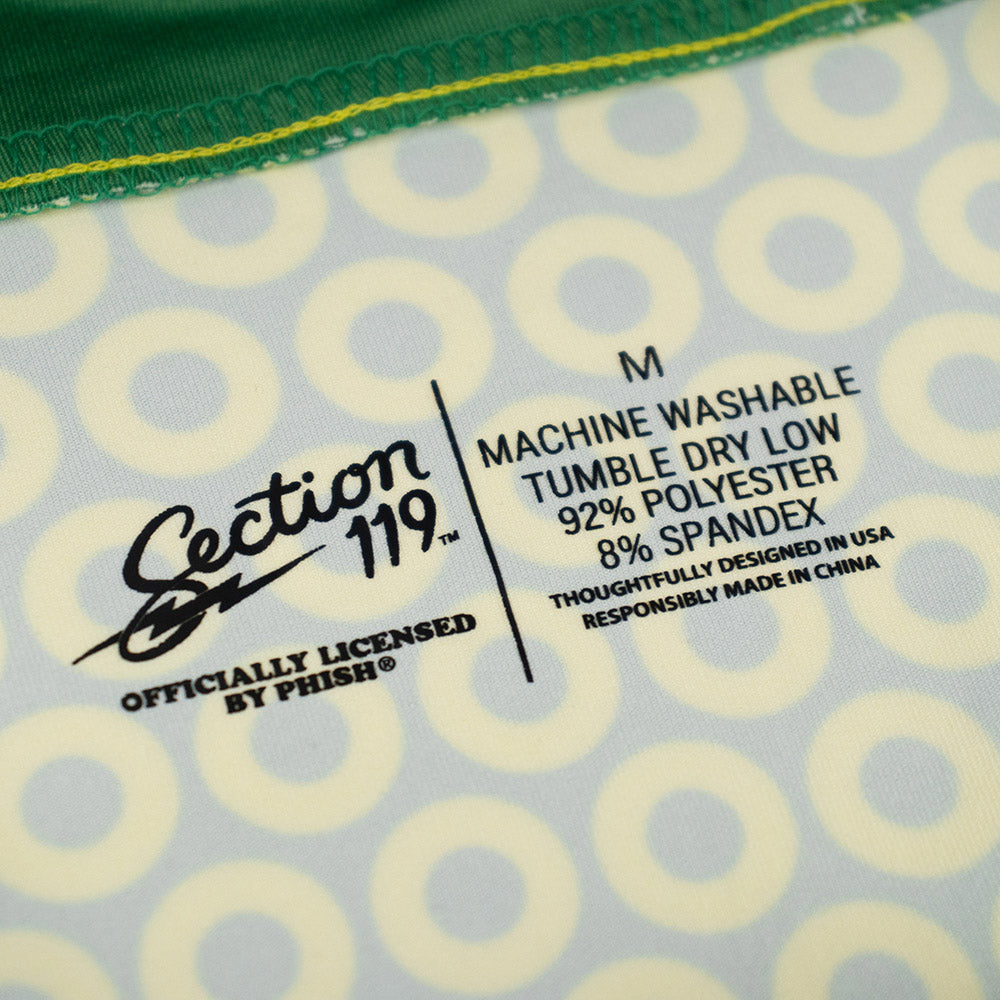 Section
119™
OFFICIALLY LICENSED
BY PHISH®
M
MACHINE WASHABLE
TUMBLE DRY LOW
92% POLYESTER
8% SPANDEX
THOUGHTFULLY DESIGNED IN USA
RESPONSIBLY MADE IN CHINA